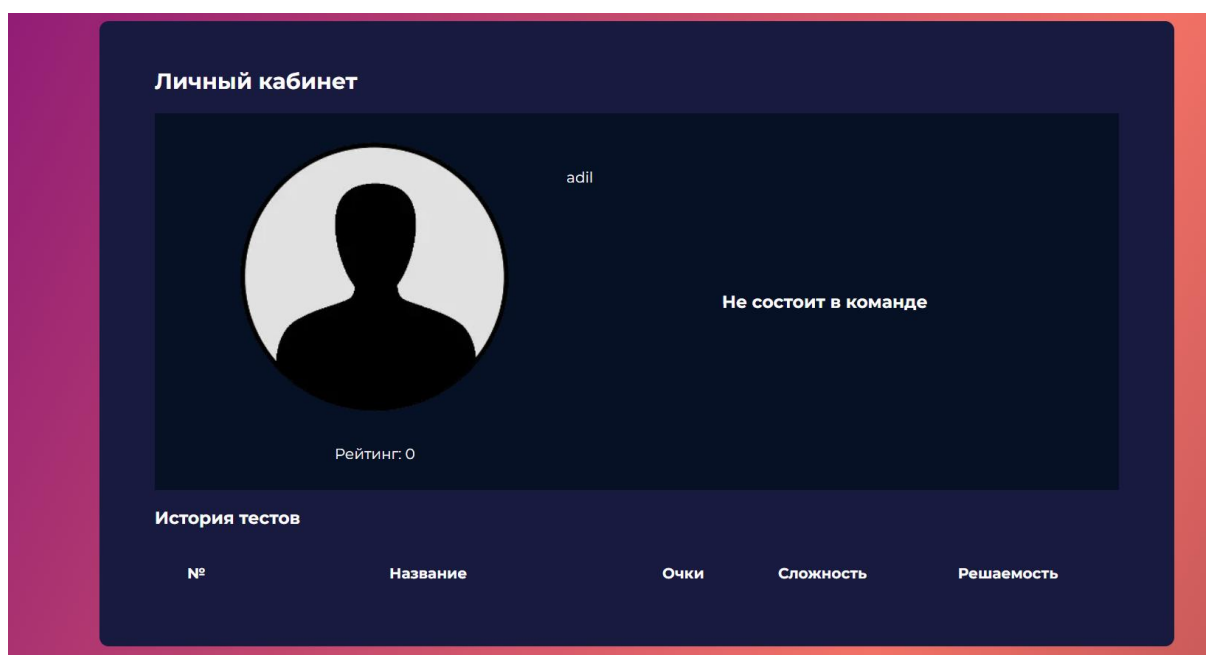 Личный кабинет
adil
Не состоит в команде
Рейтинг: 0
История тестов
№ Название Очки Сложность Решаемость